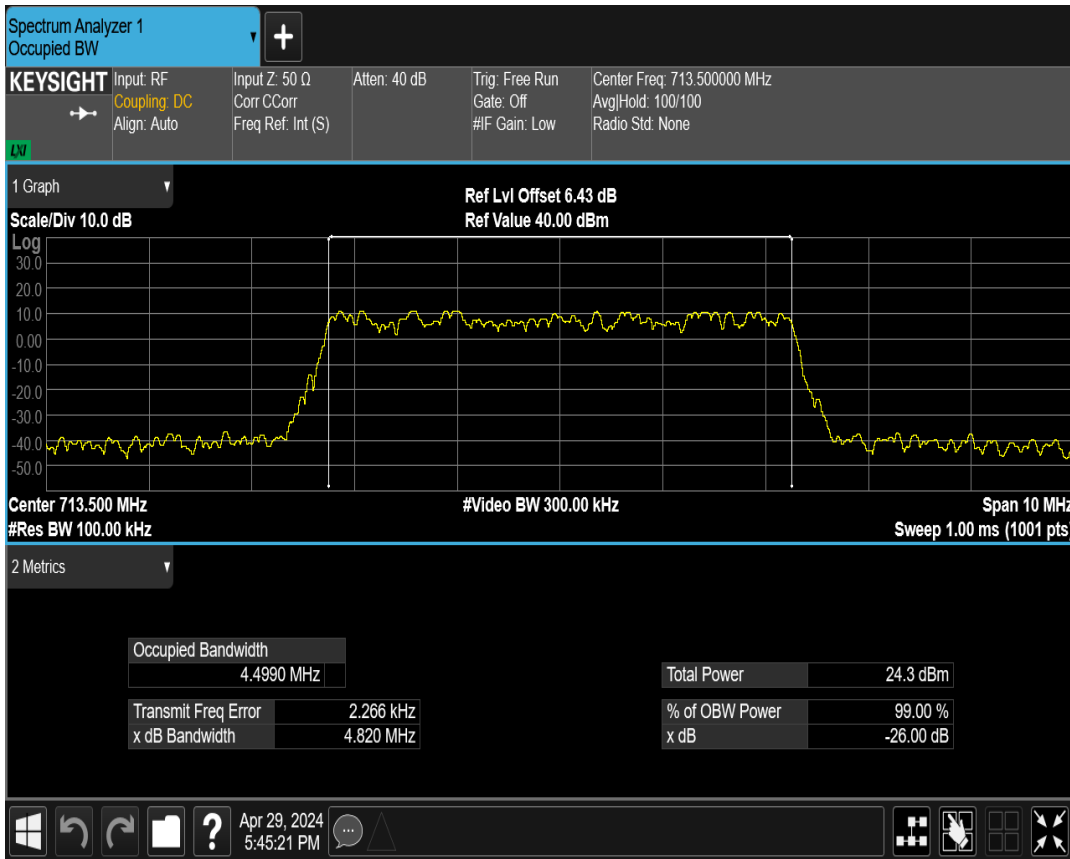 Spectrum Analyzer 1
Occupied BW
+
KEYSIGHT
LXI
Input: RF
Coupling: DC
Align: Auto
Input Z: 50 Ω
Corr CCorr
Freq Ref: Int (S)
Atten: 40 dB
Trig: Free Run
Gate: Off
#IF Gain: Low
Center Freq: 713.500000 MHz
Avg|Hold: 100/100
Radio Std: None
1 Graph
Scale/Div 10.0 dB
Ref Lvl Offset 6.43 dB
Ref Value 40.00 dBm
Log
30.0
20.0
10.0
0.00
-10.0
-20.0
-30.0
-40.0
-50.0
Center 713.500 MHz
#Video BW 300.00 kHz
Span 10 MHz
#Res BW 100.00 kHz
Sweep 1.00 ms (1001 pts)
2 Metrics
Occupied Bandwidth
4.4990 MHz
Total Power 24.3 dBm
Transmit Freq Error 2.266 kHz
% of OBW Power 99.00 %
x dB Bandwidth 4.820 MHz
x dB -26.00 dB
?
Apr 29, 2024
5:45:21 PM